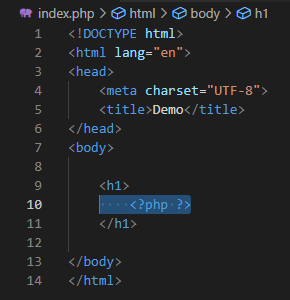 index.php > html > body > h1
1 <!DOCTYPE html>
2 <html lang="en">
3 <head>
4 <meta charset="UTF-8">
5 <title>Demo</title>
6 </head>
7 <body>
8
9 <h1>
10 <?php ?>
11 </h1>
12
13 </body>
14 </html>